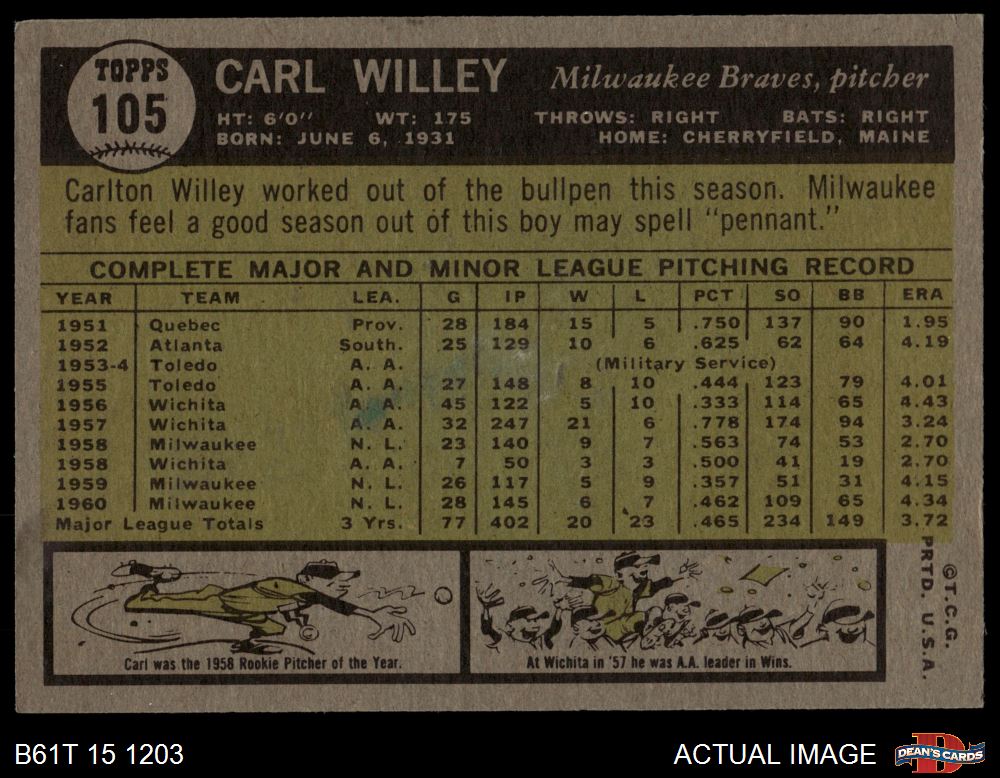 TOPPS
105
CARL WILLEY Milwaukee Braves, pitcher
HT: 6'0" WT: 175 THROWS: RIGHT BATS: RIGHT
BORN: JUNE 6, 1931 HOME: CHERRYFIELD, MAINE
Carlton Willey worked out of the bullpen this season. Milwaukee
fans feel a good season out of this boy may spell "pennant."
COMPLETE MAJOR AND MINOR LEAGUE PITCHING RECORD
YEAR TEAM LEA. G IP W L PCT SO BB ERA
1951 Quebec Prov. 28 184 15 5 .750 137 90 1.95
1952 Atlanta South. 25 129 10 6 .625 62 64 4.19
1953-4 Toledo A. A. (Military Service)
1955 Toledo A. A. 27 148 8 10 .444 123 79 4.01
1956 Wichita A. A. 45 122 5 10 .333 114 65 4.43
1957 Wichita A. A. 32 247 21 6 .778 174 94 3.24
1958 Milwaukee N. L. 23 140 9 7 .563 74 53 2.70
1958 Wichita A. A. 7 50 3 3 .500 41 19 2.70
1959 Milwaukee N. L. 26 117 5 9 .357 51 31 4.15
1960 Milwaukee N. L. 28 145 6 7 .462 109 65 4.34
Major League Totals 3 Yrs. 77 402 20 23 .465 234 149 3.72
Carl was the 1958 Rookie Pitcher of the Year.
At Wichita in '57 he was A.A. leader in Wins.
©T.C.G.
PRTD. U.S.A.
B61T 15 1203
ACTUAL IMAGE
D
DEAN'S CARDS